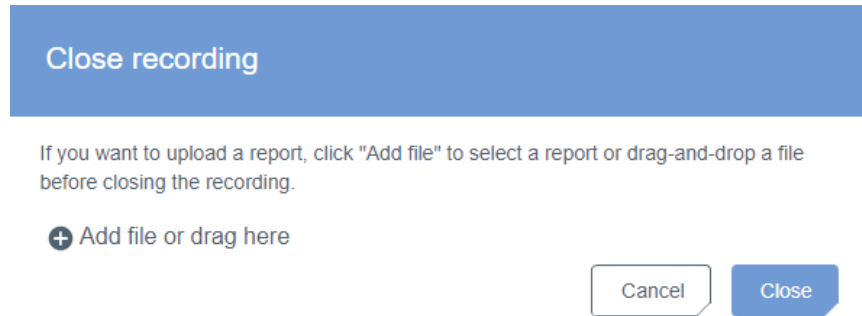 Close recording
If you want to upload a report, click "Add file" to select a report or drag-and-drop a file
before closing the recording.
Add file or drag here
Cancel
Close